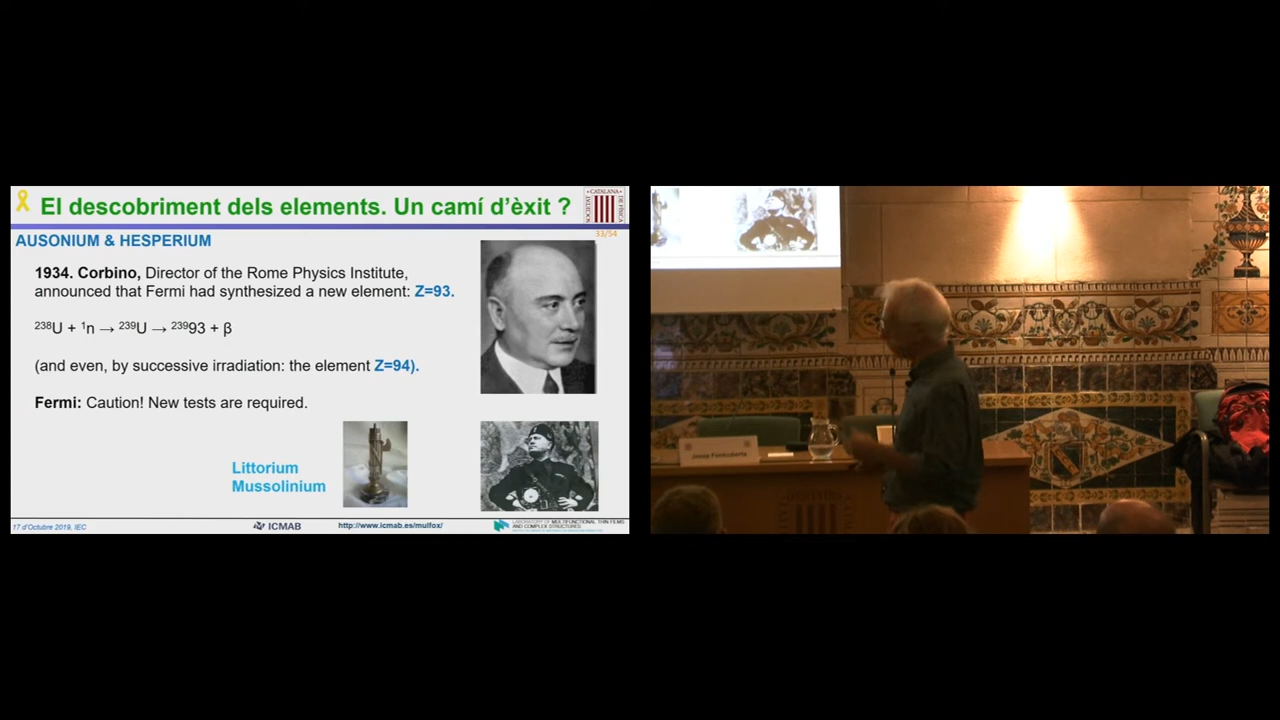 El descobriment dels elements. Un camí d'èxit ?
33/54
AUSONIUM & HESPERIUM
1934. Corbino, Director of the Rome Physics Institute,
announced that Fermi had synthesized a new element: Z=93.
²³⁸U + ¹n → ²³⁹U → ²³⁹93 + β
(and even, by successive irradiation: the element Z=94).
Fermi: Caution! New tests are required.
Littorium
Mussolinium
17 d'Octubre 2019, IEC
ICMAB
http://www.icmab.es/mulfox/
LABORATORY OF MULTIFUNCTIONAL THIN FILMS
AND COMPLEX STRUCTURES
Josep Fontcuberta